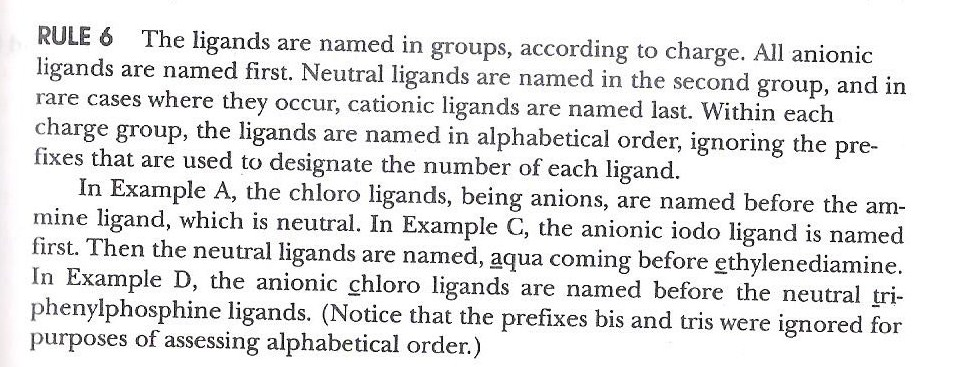 RULE 6 The ligands are named in groups, according to charge. All anionic
ligands are named first. Neutral ligands are named in the second group, and in
rare cases where they occur, cationic ligands are named last. Within each
charge group, the ligands are named in alphabetical order, ignoring the pre-
fixes that are used to designate the number of each ligand.
In Example A, the chloro ligands, being anions, are named before the am-
mine ligand, which is neutral. In Example C, the anionic iodo ligand is named
first. Then the neutral ligands are named, aqua coming before ethylenediamine.
In Example D, the anionic chloro ligands are named before the neutral tri-
phenylphosphine ligands. (Notice that the prefixes bis and tris were ignored for
purposes of assessing alphabetical order.)